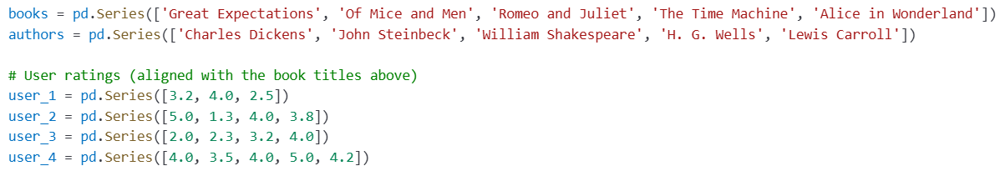 books = pd.Series(['Great Expectations', 'Of Mice and Men', 'Romeo and Juliet', 'The Time Machine', 'Alice in Wonderland'])
authors = pd.Series(['Charles Dickens', 'John Steinbeck', 'William Shakespeare', 'H. G. Wells', 'Lewis Carroll'])
# User ratings (aligned with the book titles above)
user_1 = pd.Series([3.2, 4.0, 2.5])
user_2 = pd.Series([5.0, 1.3, 4.0, 3.8])
user_3 = pd.Series([2.0, 2.3, 3.2, 4.0])
user_4 = pd.Series([4.0, 3.5, 4.0, 5.0, 4.2])